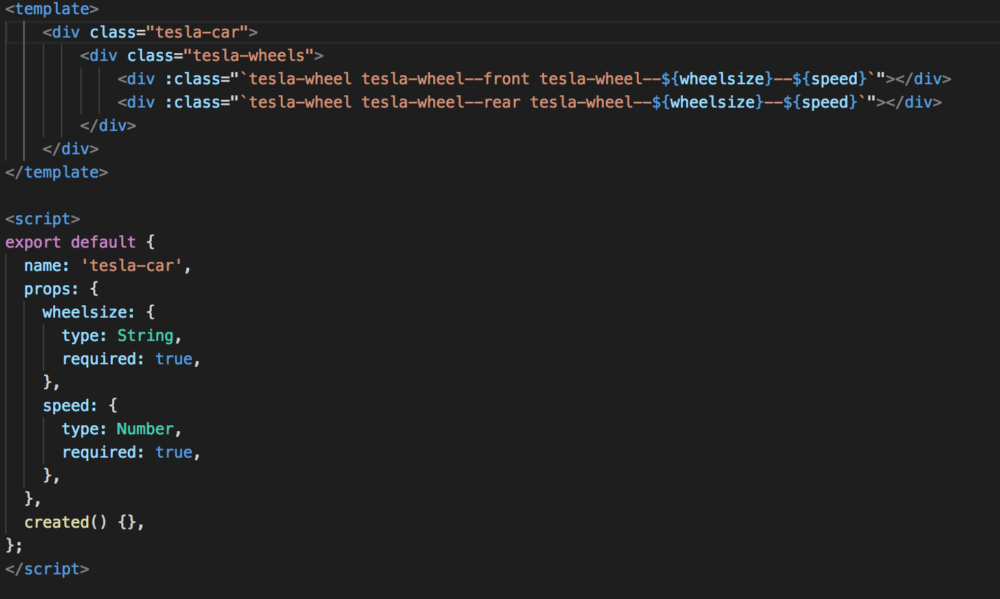 <template>
    <div class="tesla-car">
        <div class="tesla-wheels">
            <div :class="`tesla-wheel tesla-wheel--front tesla-wheel--${wheelsize}--${speed}`"></div>
            <div :class="`tesla-wheel tesla-wheel--rear tesla-wheel--${wheelsize}--${speed}`"></div>
        </div>
    </div>
</template>

<script>
export default {
  name: 'tesla-car',
  props: {
    wheelsize: {
      type: String,
      required: true,
    },
    speed: {
      type: Number,
      required: true,
    },
  },
  created() {},
};
</script>